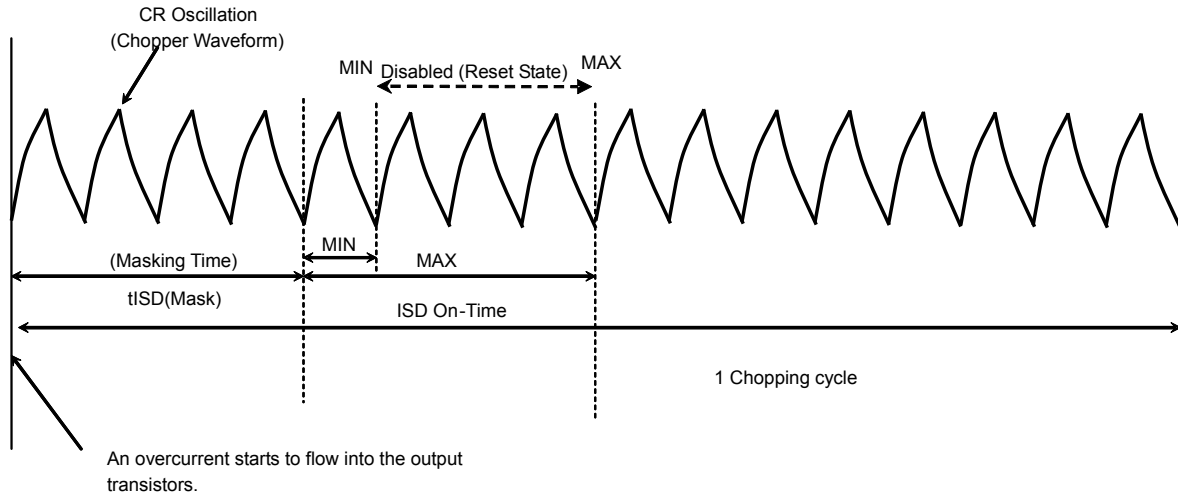 CR Oscillation
(Chopper Waveform)
MIN
Disabled (Reset State)
MAX
MIN
(Masking Time)
MAX
tISD(Mask)
ISD On-Time
1 Chopping cycle
An overcurrent starts to flow into the output
transistors.